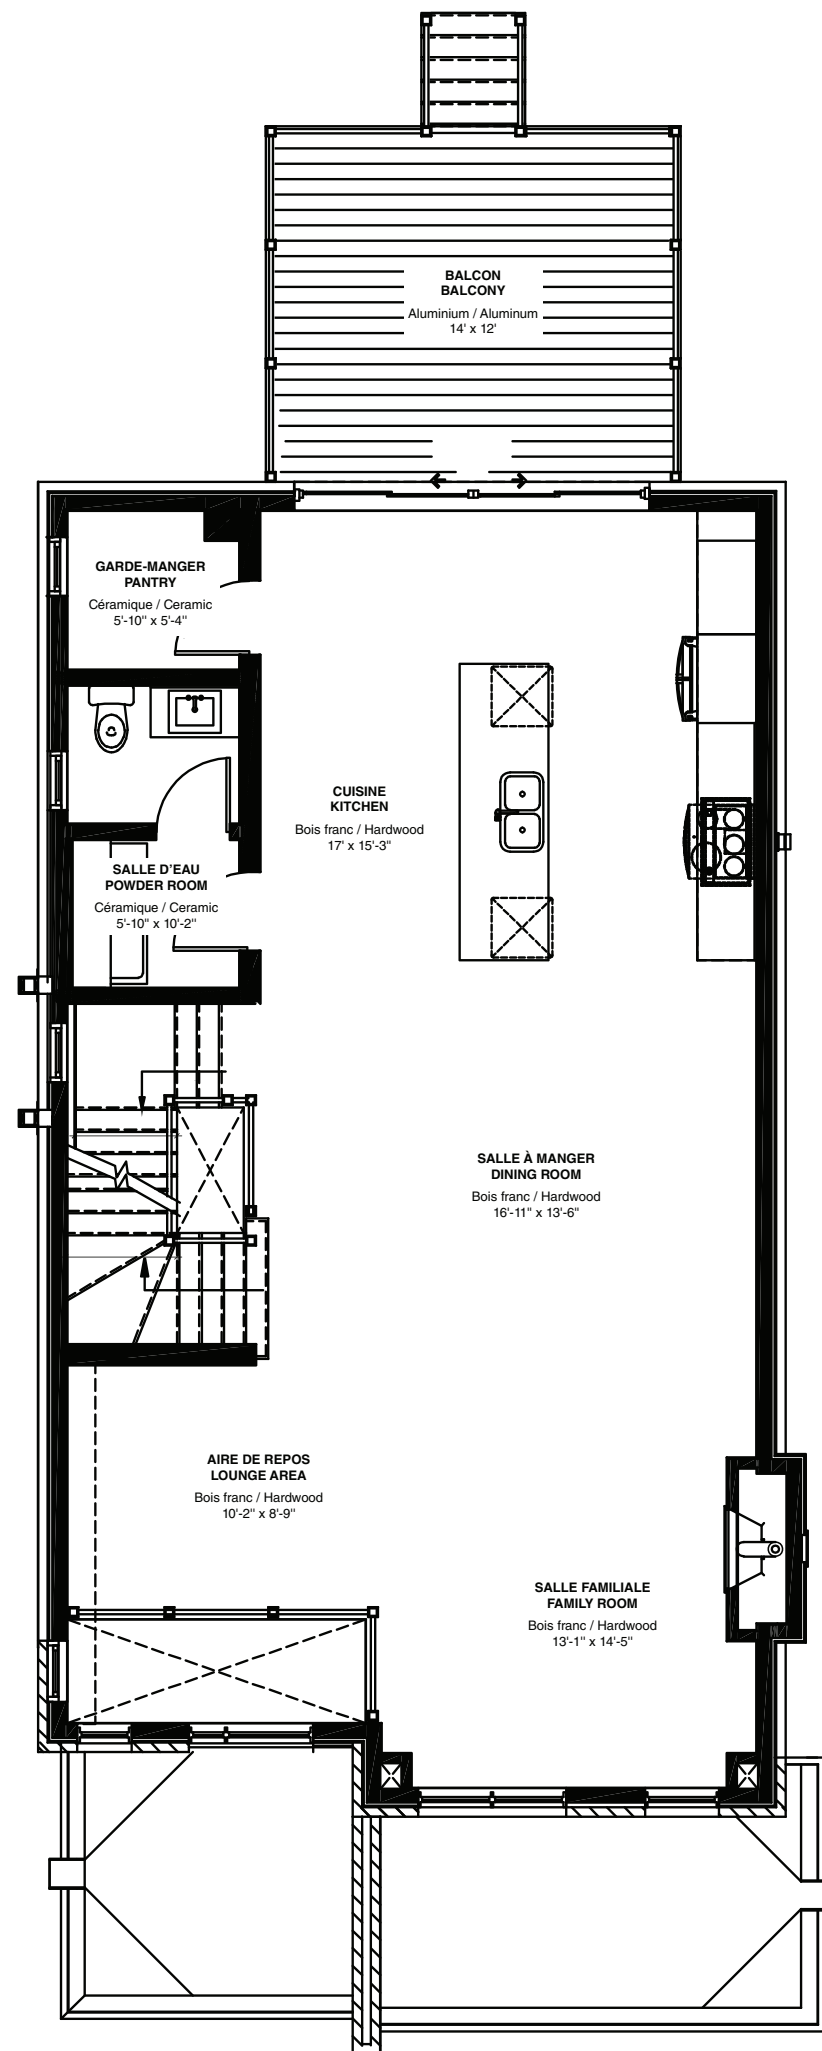 BALCON
BALCONY
Aluminium / Aluminum
14' x 12'
GARDE-MANGER
PANTRY
Céramique / Ceramic
5'-10" x 5'-4"
CUISINE
KITCHEN
Bois franc / Hardwood
17' x 15'-3"
SALLE D'EAU
POWDER ROOM
Céramique / Ceramic
5'-10" x 10'-2"
SALLE À MANGER
DINING ROOM
Bois franc / Hardwood
16'-11" x 13'-6"
AIRE DE REPOS
LOUNGE AREA
Bois franc / Hardwood
10'-2" x 8'-9"
SALLE FAMILIALE
FAMILY ROOM
Bois franc / Hardwood
13'-1" x 14'-5"